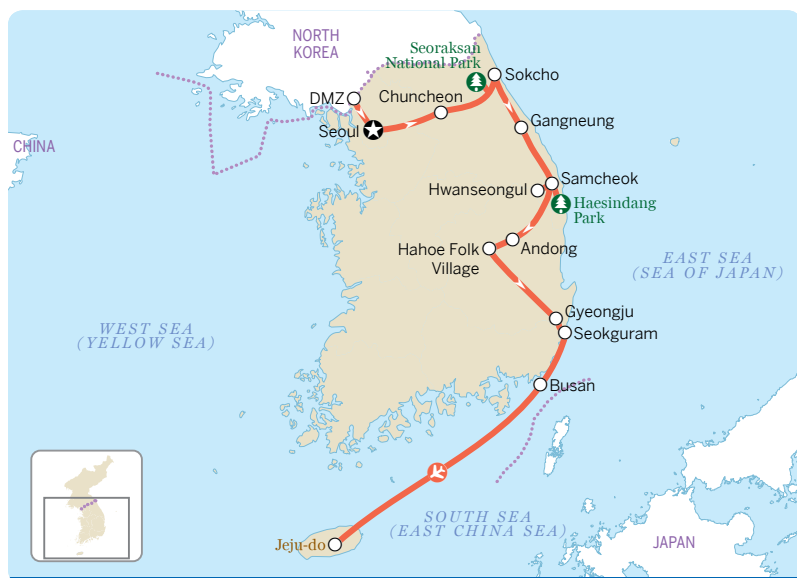 NORTH
KOREA
Seoraksan
National Park
Sokcho
DMZ
Chuncheon
Seoul
Gangneung
CHINA
Samcheok
Hwanseongul
Haesindang
Park
Andong
Hahoe Folk
Village
EAST SEA
(SEA OF JAPAN)
Gyeongju
Seokguram
WEST SEA
(YELLOW SEA)
Busan
SOUTH SEA
(EAST CHINA SEA)
Jeju-do
JAPAN